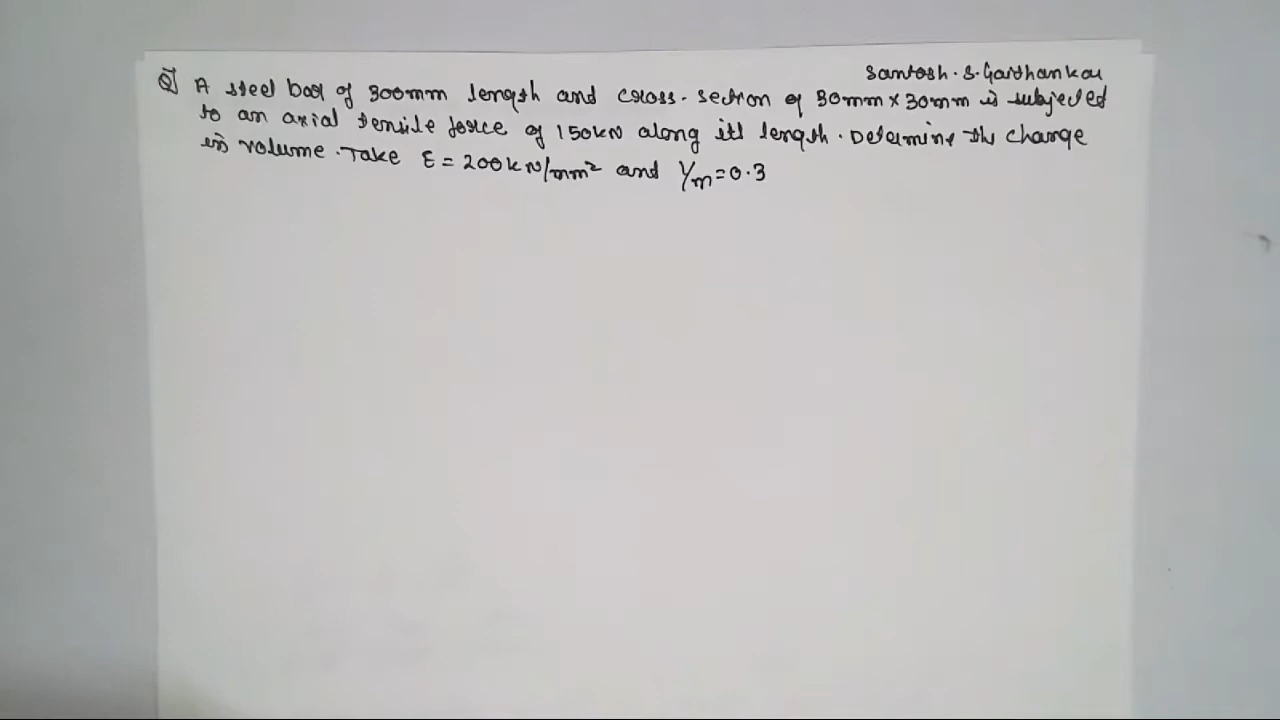 Santosh.S.Garthankar
Q] A steel bar of 300mm length and cross-section of 30mm×30mm is subjected
to an axial tensile force of 150kN along its length. Determine the change
in volume. Take E=200kN/mm² and 1/m=0.3